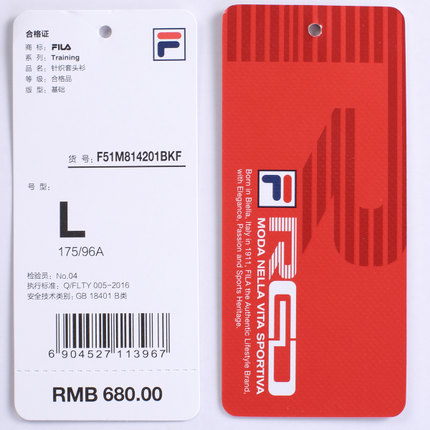 合格证
商 标: FILA
系 列: Training
品 名: 针织套头衫
等 级: 合格品
版 型: 基础
货 号: F51M814201BKF
号 型:
L
175/96A
检验员: No.04
执行标准: Q/FLTY 005-2016
安全技术类别: GB 18401 B类
6 904527 113967
RMB 680.00
F
RED
MODA NELLA VITA SPORTIVA
Born in Biella, Italy in 1911, FILA the Authentic Lifestyle Brand,
with Elegance, Passion and Sports Heritage.